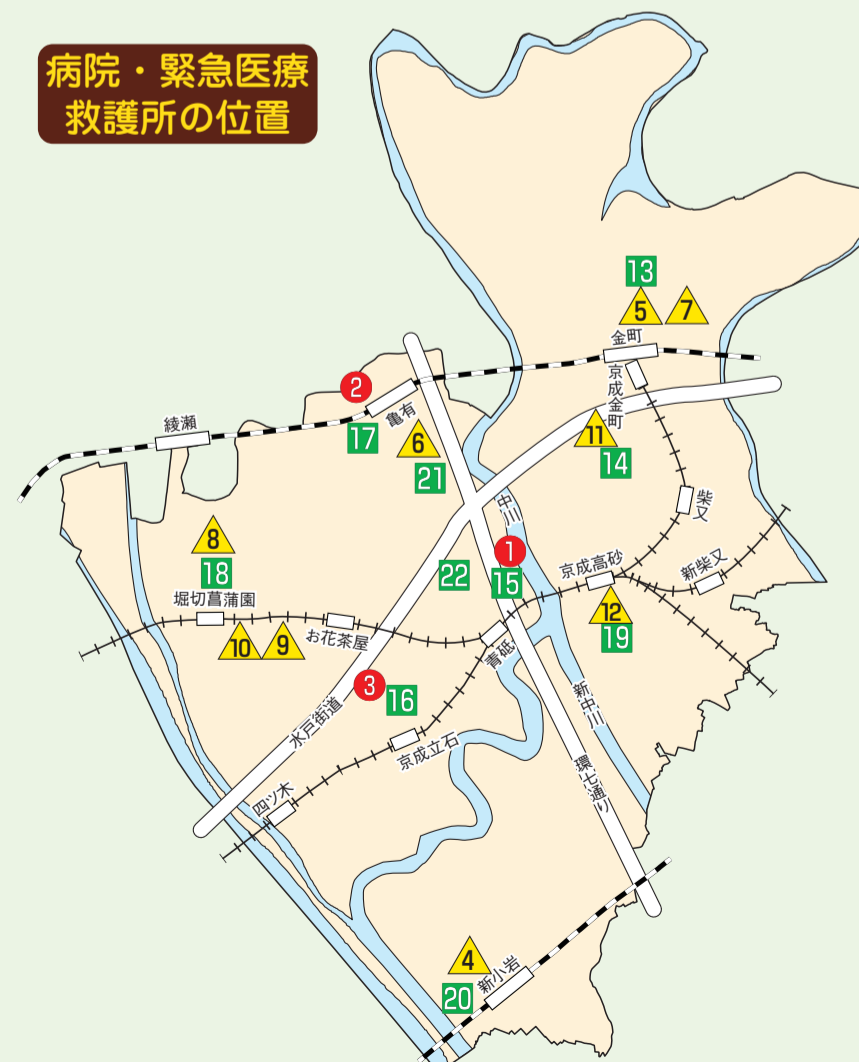 病院・緊急医療
救護所の位置
13
5
7
金町
京成金町
2
亀有
綾瀬
17
6
21
11
14
中川
柴又
8
18
22
1
15
京成高砂
新柴又
堀切菖蒲園
お花茶屋
10
9
青砥
12
19
3
16
水戸街道
京成立石
新中川
環七通り
四ツ木
4
20
新小岩